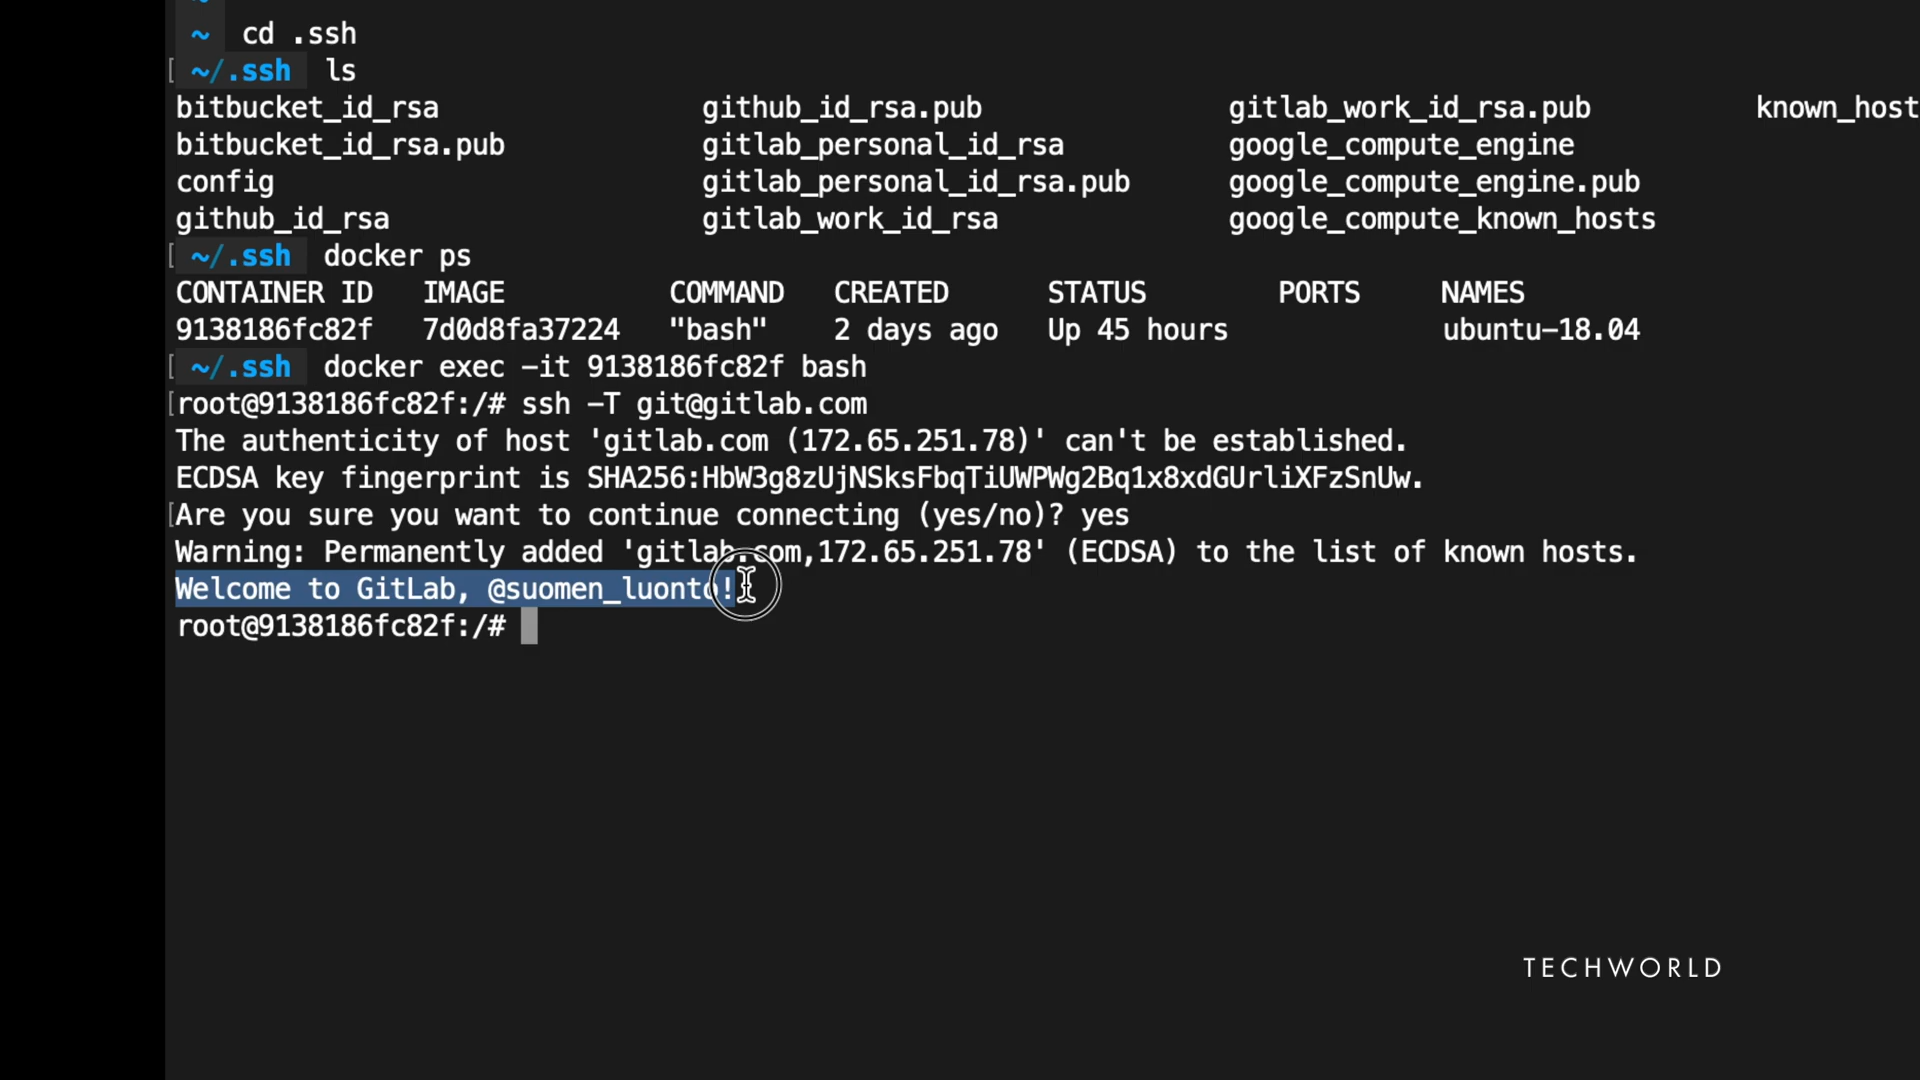 ~
~ cd .ssh
[ ~/.ssh ls
bitbucket_id_rsa github_id_rsa.pub gitlab_work_id_rsa.pub known_host
bitbucket_id_rsa.pub gitlab_personal_id_rsa google_compute_engine
config gitlab_personal_id_rsa.pub google_compute_engine.pub
github_id_rsa gitlab_work_id_rsa google_compute_known_hosts
[ ~/.ssh docker ps
CONTAINER ID IMAGE COMMAND CREATED STATUS PORTS NAMES
9138186fc82f 7d0d8fa37224 "bash" 2 days ago Up 45 hours ubuntu-18.04
[ ~/.ssh docker exec -it 9138186fc82f bash
[root@9138186fc82f:/# ssh -T git@gitlab.com
The authenticity of host 'gitlab.com (172.65.251.78)' can't be established.
ECDSA key fingerprint is SHA256:HbW3g8zUjNSksFbqTiUWPWg2Bq1x8xdGUrliXFzSnUw.
[Are you sure you want to continue connecting (yes/no)? yes
Warning: Permanently added 'gitlab.com,172.65.251.78' (ECDSA) to the list of known hosts.
Welcome to GitLab, @suomen_luonto!
root@9138186fc82f:/#
TECHWORLD